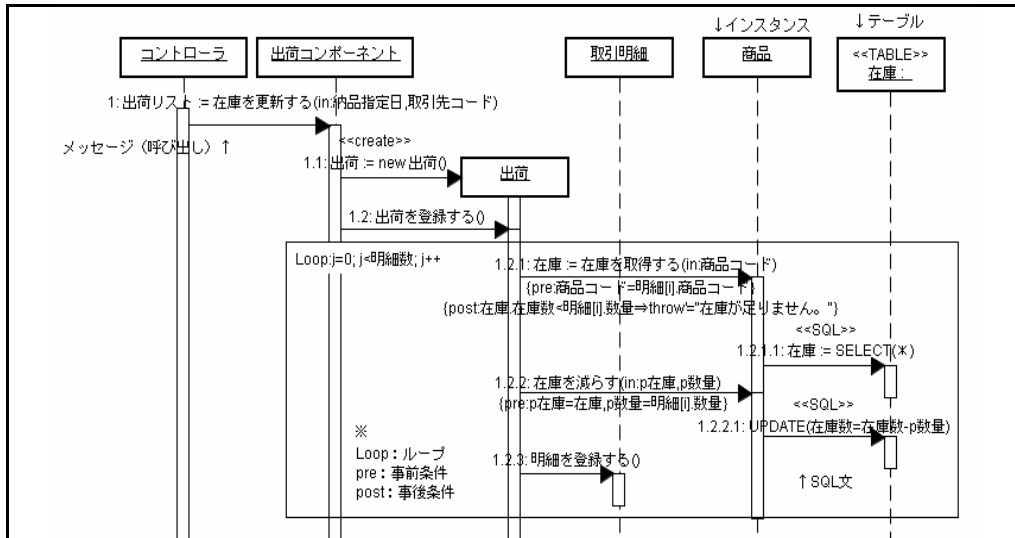 ↓インスタンス
↓テーブル
コントローラ
出荷コンポーネント
取引明細
商品
<<TABLE>>
在庫 :
1: 出荷リスト := 在庫を更新する(in:納品指定日,取引先コード)
メッセージ（呼び出し）↑
<<create>>
1.1: 出荷 := new 出荷()
出荷
1.2: 出荷を登録する()
Loop:j=0; j<明細数; j++
1.2.1: 在庫 := 在庫を取得する(in:商品コード)
{pre:商品コード=明細[i].商品コード}
{post:在庫.在庫数<明細[i].数量⇒throw'="在庫が足りません。"}
<<SQL>>
1.2.1.1: 在庫 := SELECT(*)
1.2.2: 在庫を減らす(in:p在庫,p数量)
{pre:p在庫=在庫,p数量=明細[i].数量}
<<SQL>>
1.2.2.1: UPDATE(在庫数=在庫数-p数量)
※
Loop：ループ
pre：事前条件
post：事後条件
1.2.3: 明細を登録する()
↑SQL文